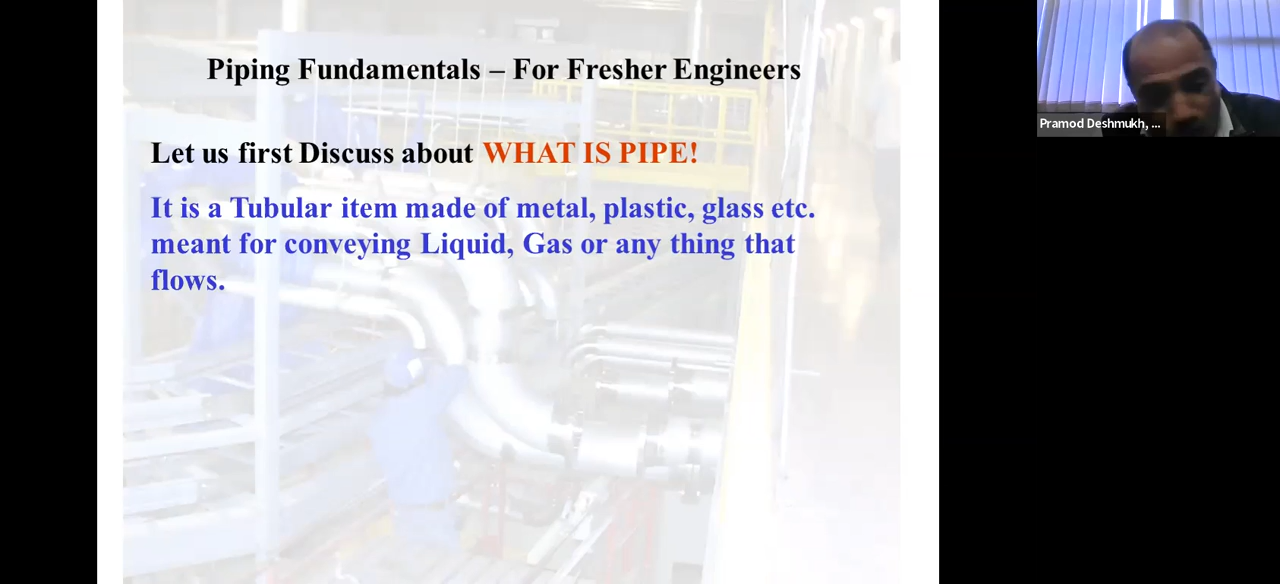 Piping Fundamentals – For Fresher Engineers
Let us first Discuss about WHAT IS PIPE!
It is a Tubular item made of metal, plastic, glass etc.
meant for conveying Liquid, Gas or any thing that
flows.
Pramod Deshmukh, ...